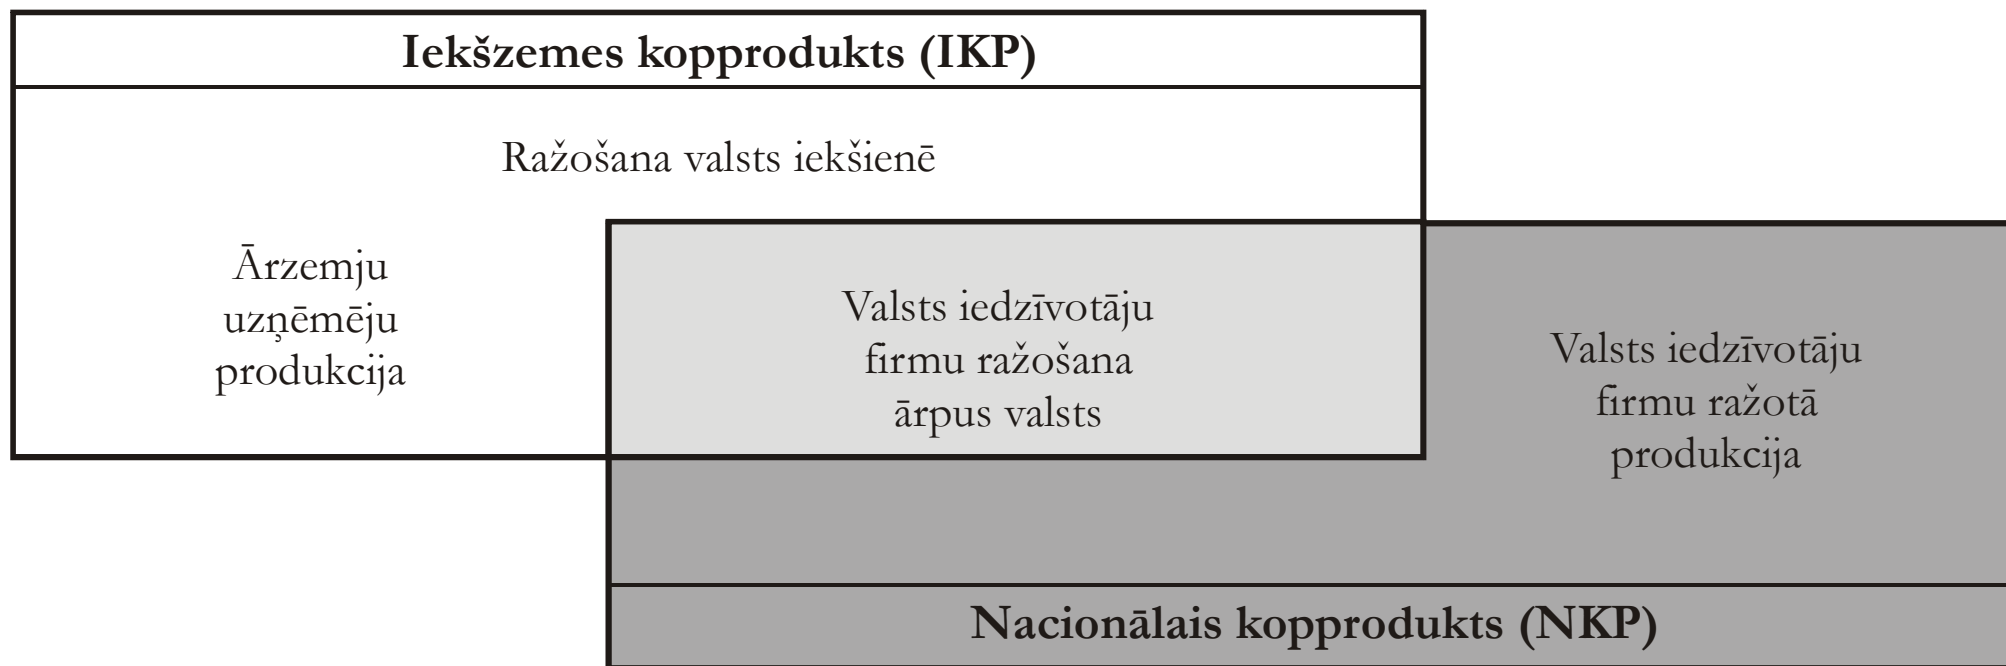 Iekšzemes kopprodukts (IKP)
Ražošana valsts iekšienē
Ārzemju
uzņēmēju
produkcija
Valsts iedzīvotāju
firmu ražošana
ārpus valsts
Valsts iedzīvotāju
firmu ražotā
produkcija
Nacionālais kopprodukts (NKP)